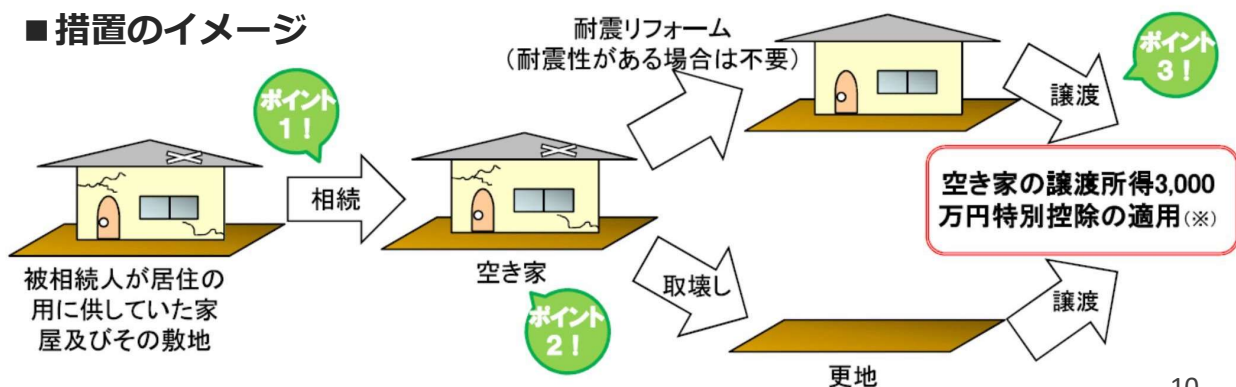 ■措置のイメージ
ポイント
1！
相続
被相続人が居住の
用に供していた家
屋及びその敷地
空き家
ポイント
2！
耐震リフォーム
（耐震性がある場合は不要）
取壊し
更地
譲渡
ポイント
3！
空き家の譲渡所得3,000
万円特別控除の適用(※)
譲渡
10